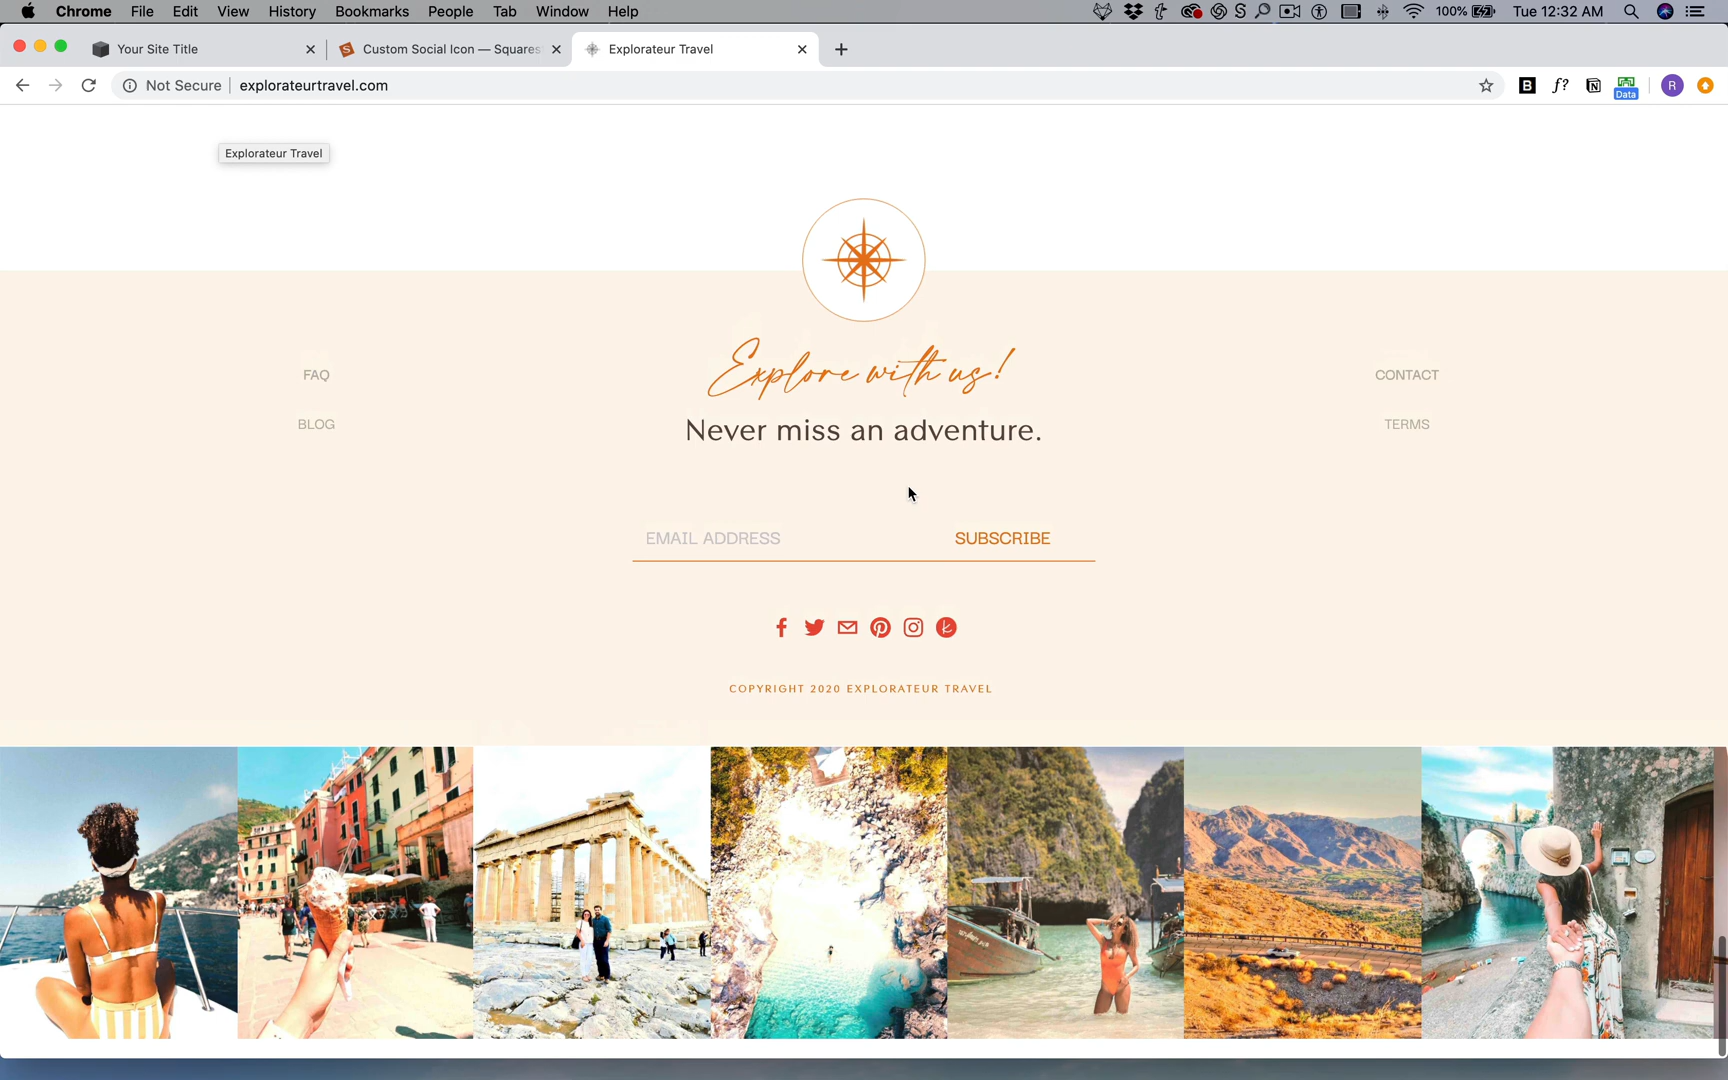 Chrome File Edit View History Bookmarks People Tab Window Help
100% Tue 12:32 AM
Your Site Title
Custom Social Icon — Squares
Explorateur Travel
Not Secure explorateurtravel.com
Data
R
Explorateur Travel
Explore with us!
FAQ
CONTACT
BLOG
Never miss an adventure.
TERMS
EMAIL ADDRESS SUBSCRIBE
COPYRIGHT 2020 EXPLORATEUR TRAVEL